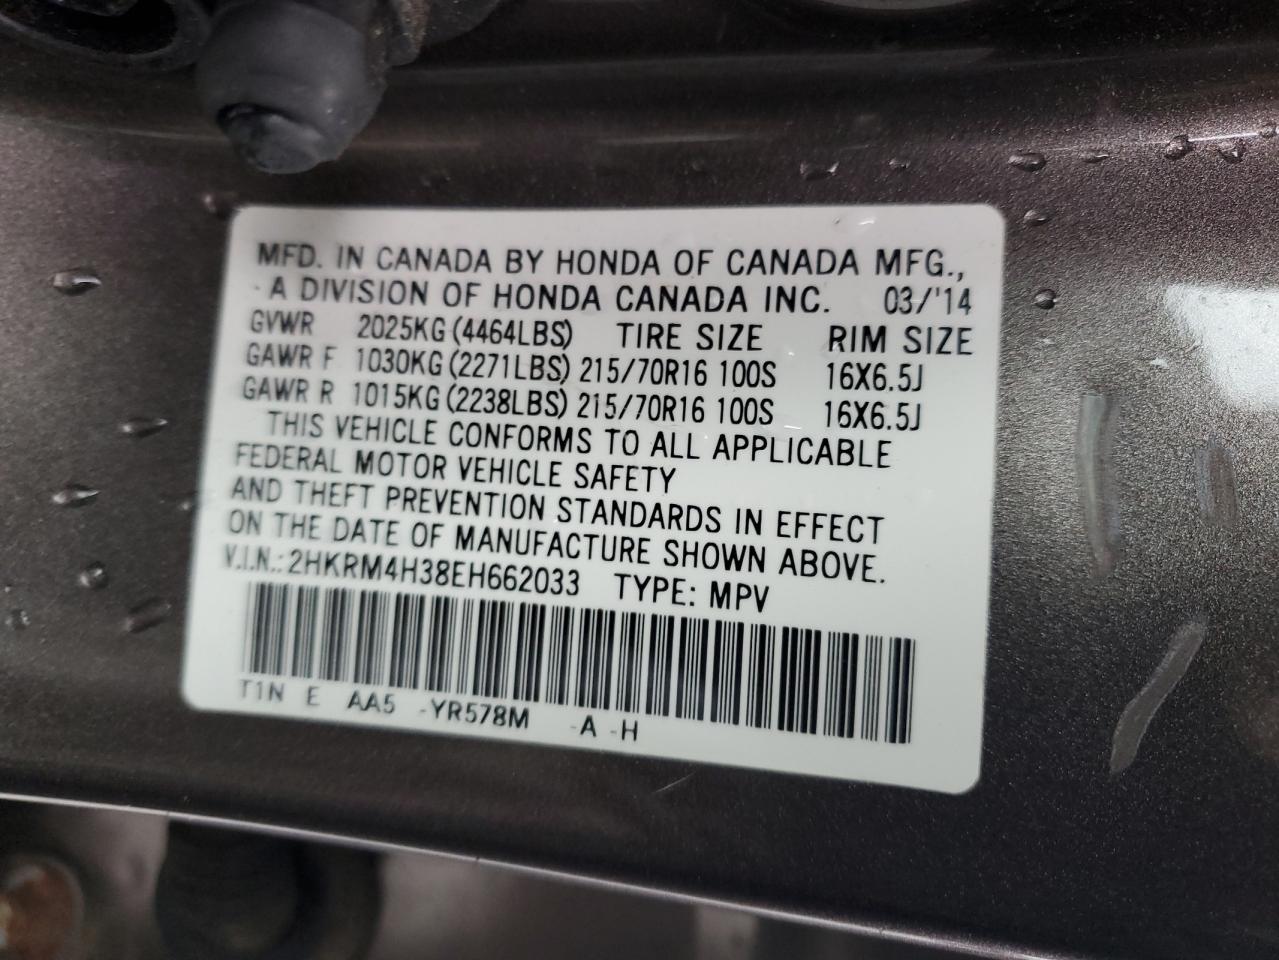 MFD. IN CANADA BY HONDA OF CANADA MFG.,
A DIVISION OF HONDA CANADA INC. 03/'14
GVWR 2025KG (4464LBS) TIRE SIZE RIM SIZE
GAWR F 1030KG (2271LBS) 215/70R16 100S 16X6.5J
GAWR R 1015KG (2238LBS) 215/70R16 100S 16X6.5J
THIS VEHICLE CONFORMS TO ALL APPLICABLE
FEDERAL MOTOR VEHICLE SAFETY
AND THEFT PREVENTION STANDARDS IN EFFECT
ON THE DATE OF MANUFACTURE SHOWN ABOVE.
V.I.N.: 2HKRM4H38EH662033 TYPE: MPV
T1N E AA5 -YR578M -A -H